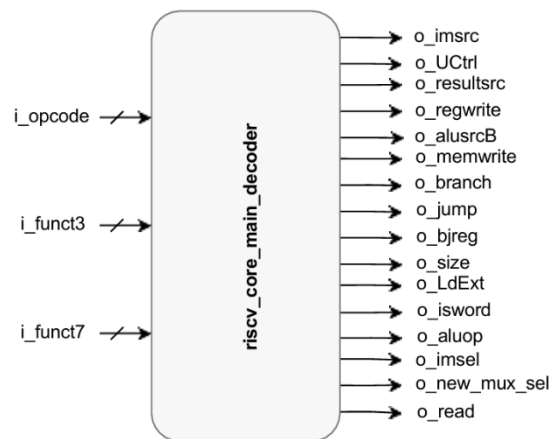 i_opcode
i_funct3
i_funct7
riscv_core_main_decoder
o_imsrc
o_UCtrl
o_resultsrc
o_regwrite
o_alusrcB
o_memwrite
o_branch
o_jump
o_bjreg
o_size
o_LdExt
o_isword
o_aluop
o_imsel
o_new_mux_sel
o_read